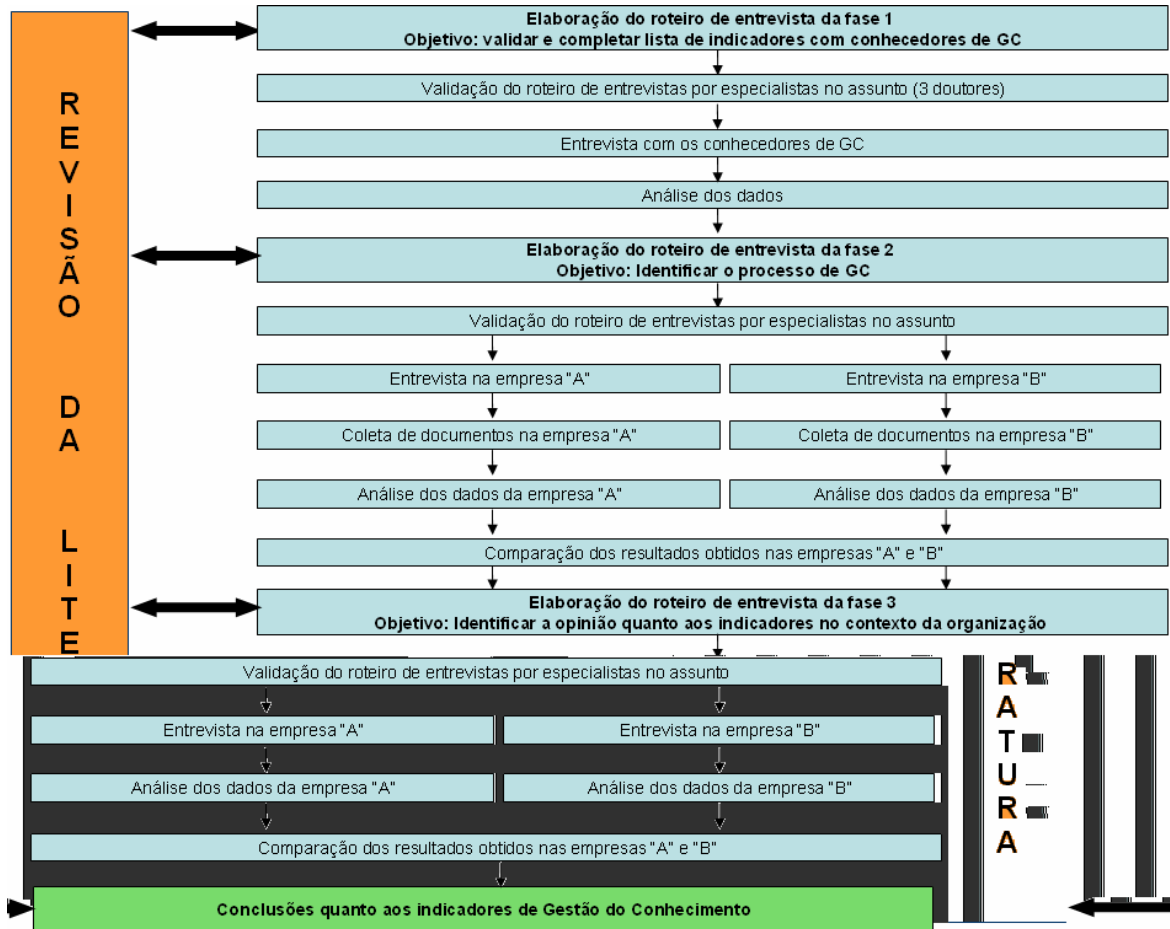 REVISÃO DA LITE
Elaboração do roteiro de entrevista da fase 1
Objetivo: validar e completar lista de indicadores com conhecedores de GC
Validação do roteiro de entrevistas por especialistas no assunto (3 doutores)
Entrevista com os conhecedores de GC
Análise dos dados
Elaboração do roteiro de entrevista da fase 2
Objetivo: Identificar o processo de GC
Validação do roteiro de entrevistas por especialistas no assunto
Entrevista na empresa "A"
Entrevista na empresa "B"
Coleta de documentos na empresa "A"
Coleta de documentos na empresa "B"
Análise dos dados da empresa "A"
Análise dos dados da empresa "B"
Comparação dos resultados obtidos nas empresas "A" e "B"
Elaboração do roteiro de entrevista da fase 3
Objetivo: Identificar a opinião quanto aos indicadores no contexto da organização
Validação do roteiro de entrevistas por especialistas no assunto
RATURA
Entrevista na empresa "A"
Entrevista na empresa "B"
Análise dos dados da empresa "A"
Análise dos dados da empresa "B"
Comparação dos resultados obtidos nas empresas "A" e "B"
Conclusões quanto aos indicadores de Gestão do Conhecimento